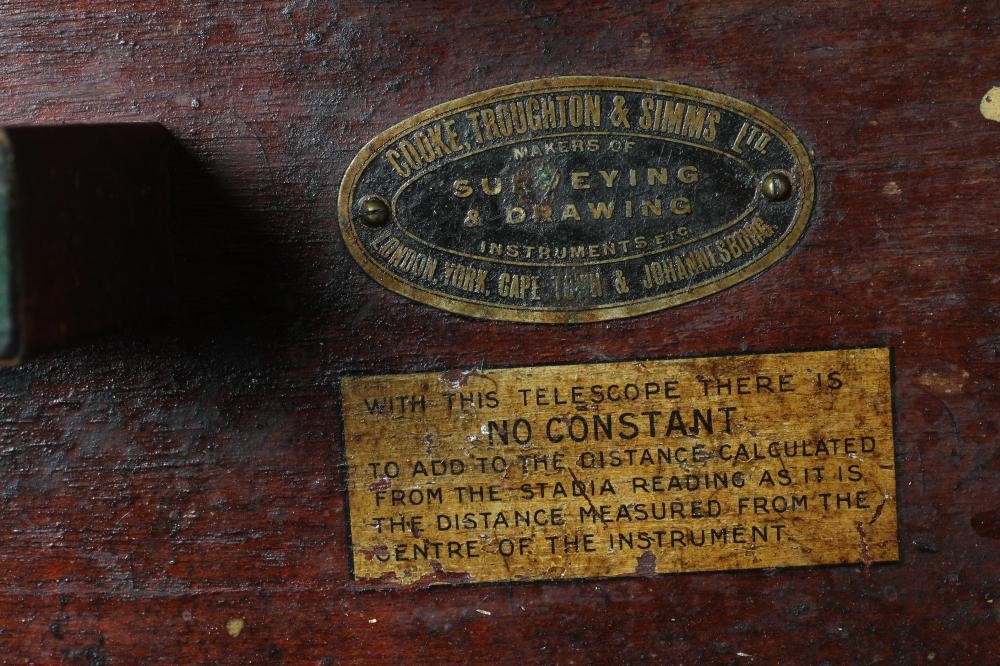 COOKE, TROUGHTON & SIMMS LTD.
MAKERS OF
SURVEYING
& DRAWING
INSTRUMENTS ETC.
LONDON, YORK, CAPE TOWN & JOHANNESBURG.
WITH THIS TELESCOPE THERE IS
NO CONSTANT
TO ADD TO THE DISTANCE CALCULATED
FROM THE STADIA READING AS IT IS
THE DISTANCE MEASURED FROM THE
CENTRE OF THE INSTRUMENT.